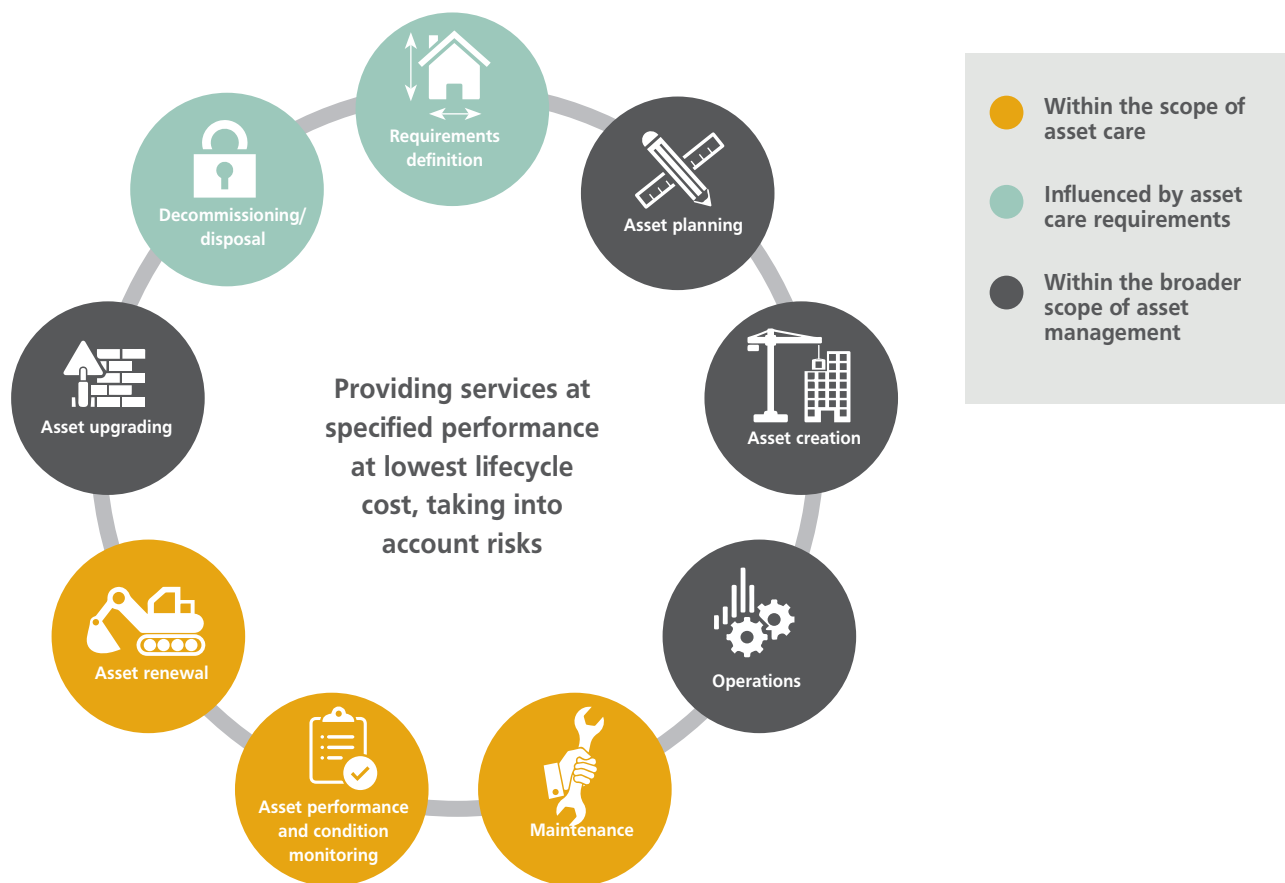 Requirements
definition
Asset planning
Asset creation
Operations
Maintenance
Asset performance
and condition
monitoring
Asset renewal
Asset upgrading
Decommissioning/
disposal
Providing services at
specified performance
at lowest lifecycle
cost, taking into
account risks
Within the scope of
asset care
Influenced by asset
care requirements
Within the broader
scope of asset
management